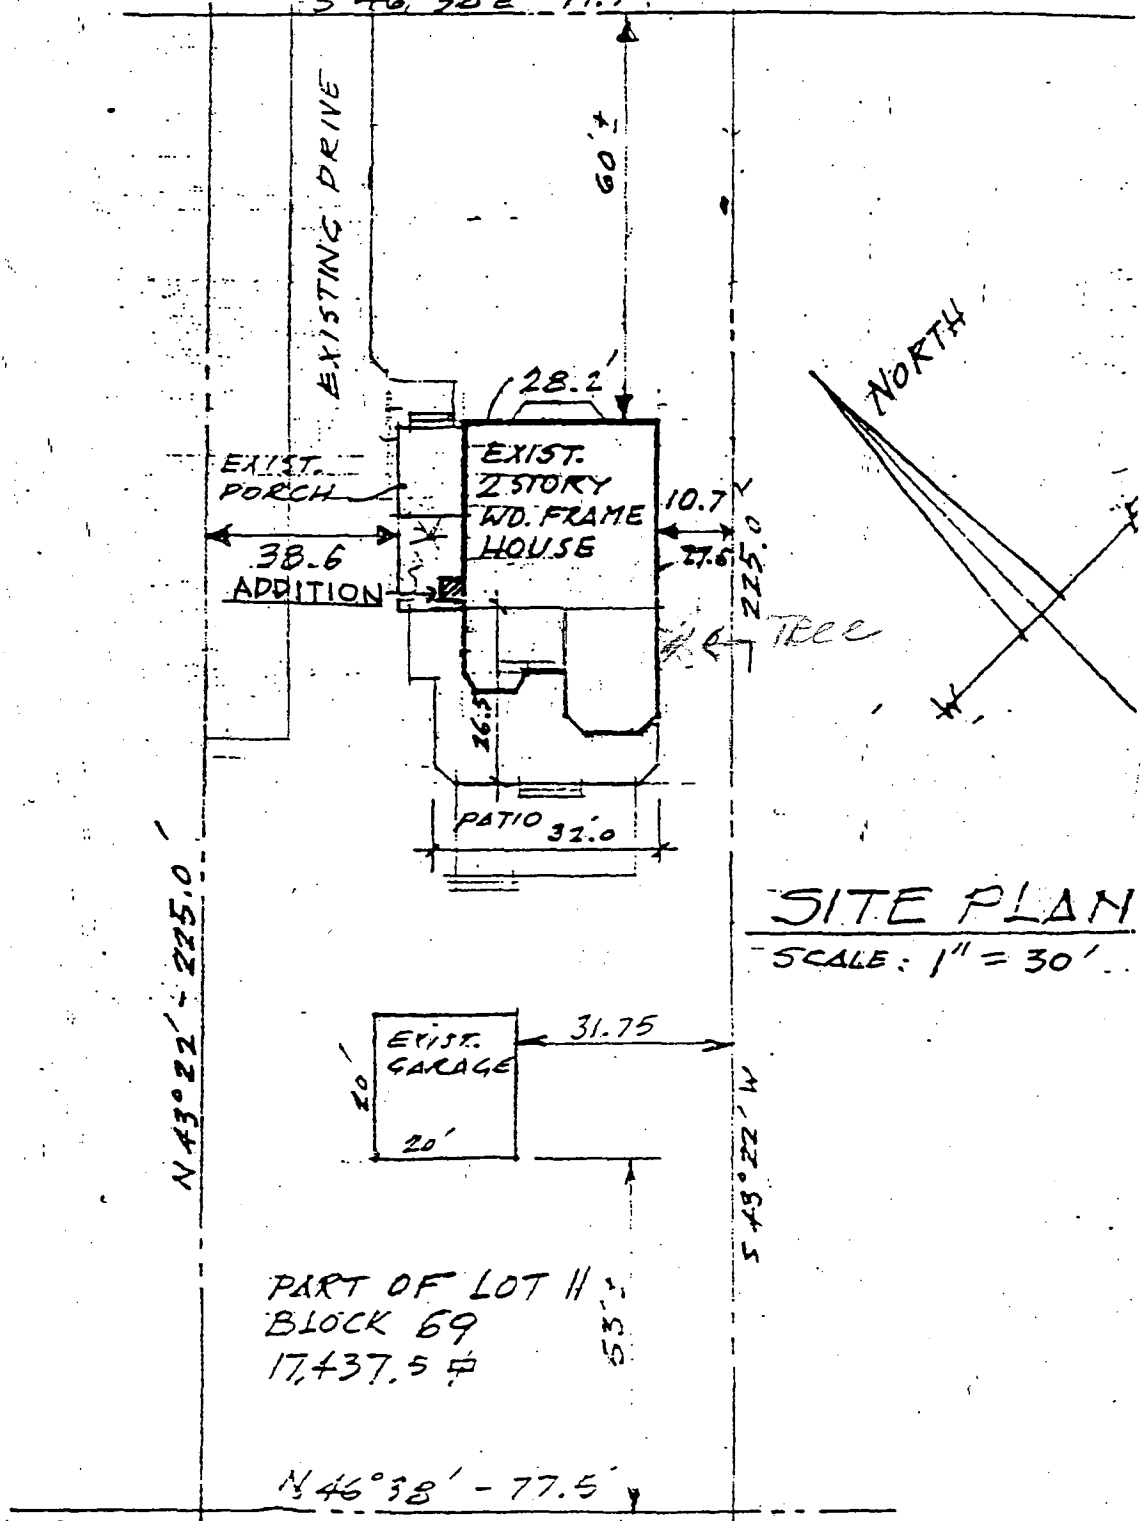 EXISTING DRIVE
60'±
NORTH
28.2'
EXIST.
PORCH
EXIST.
2 STORY
WD. FRAME
HOUSE
10.7
27.6
38.6
ADDITION
225.0'
TREE
26.5
W
PATIO
32.0
N 43°22' - 225.0'
SITE PLAN
SCALE: 1" = 30'
EXIST.
GARAGE
31.75
20'
20'
S 43°22' W
PART OF LOT 11
BLOCK 69
17,437.5
53'±
N 46°38' - 77.5'